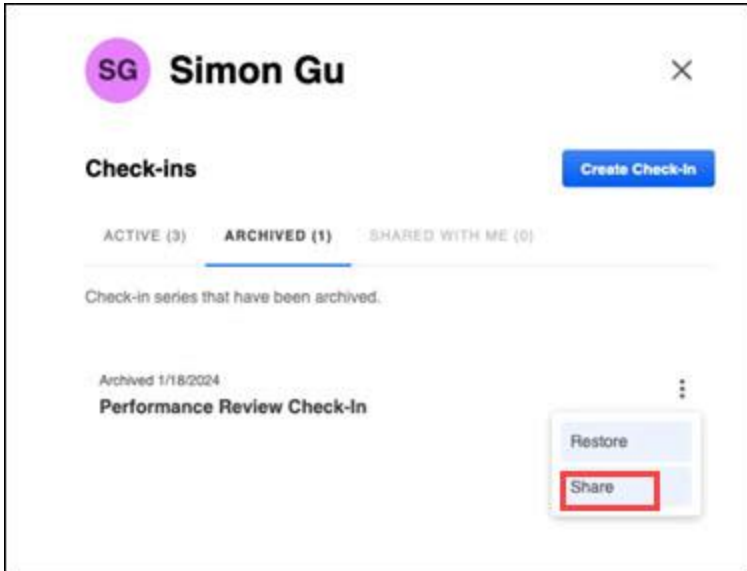 SG Simon Gu
Check-ins
Create Check-In
ACTIVE (3) ARCHIVED (1) SHARED WITH ME (0)
Check-in series that have been archived.
Archived 1/18/2024
Performance Review Check-In
Restore
Share